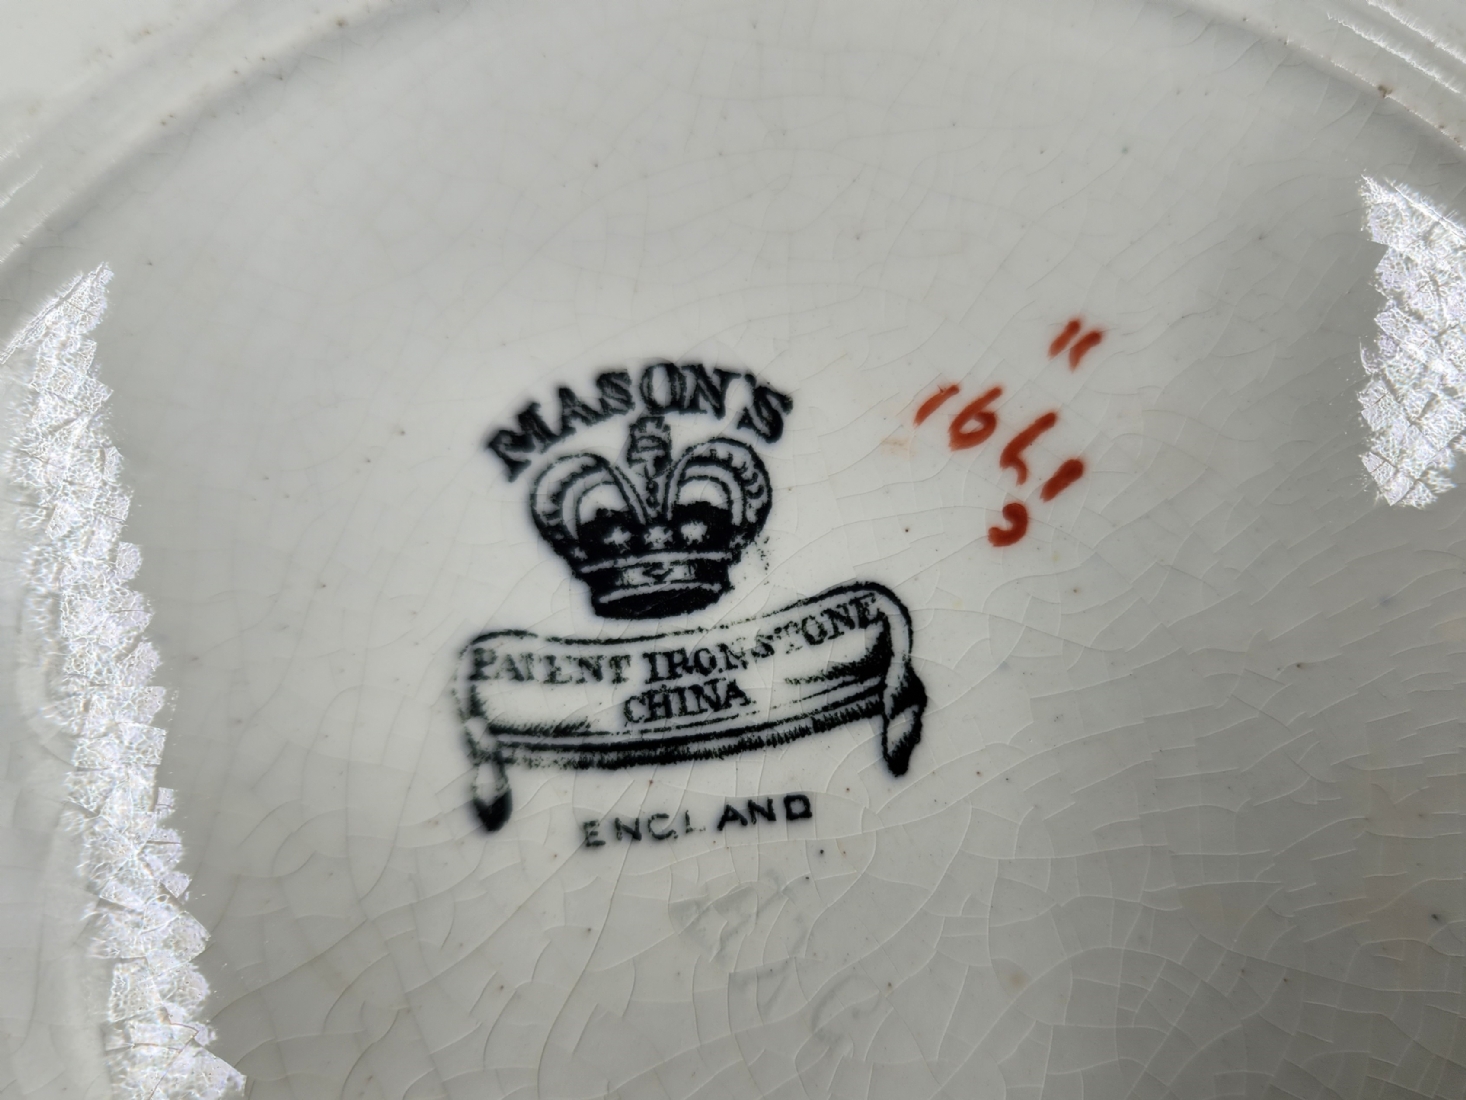 MASON'S
PATENT IRONSTONE
CHINA
ENGLAND